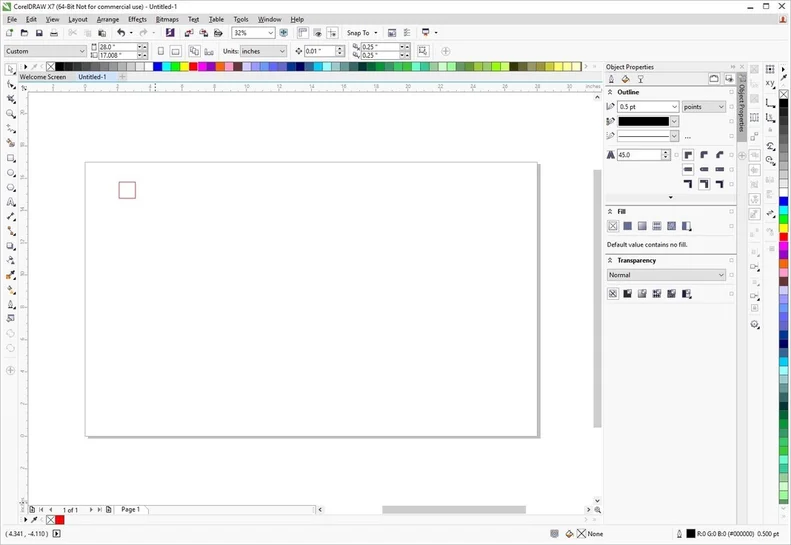 CorelDRAW X7 (64-Bit Not for commercial use) - Untitled-1
File Edit View Layout Arrange Effects Bitmaps Text Table Tools Window Help
32% Snap To
Custom 28.0 " 17.008 " Units: inches 0.01 " 0.25 " 0.25 "
Welcome Screen Untitled-1
inches
Object Properties
Outline
0.5 pt points
...
45.0
Fill
Default value contains no fill.
Transparency
Normal
Object Properties
1 of 1 Page 1
( 4.341, -4.110 ) None R:0 G:0 B:0 (#000000) 0.500 pt